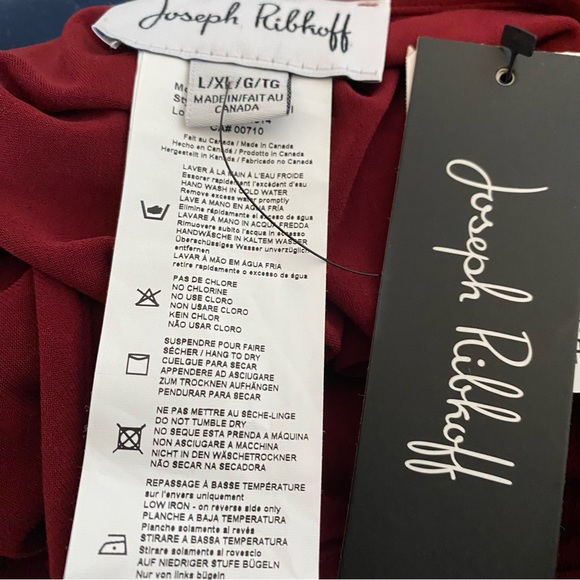 Joseph Ribkoff
L/XL/G/TG
MADE IN/FAIT AU
CANADA
CA# 00710
Fait au Canada / Made in Canada
Hecho en Canadá / Prodotto in Canada
Hergestellt in Kanada / Fabricado no Canadá
LAVER À LA MAIN À L'EAU FROIDE
Essorer rapidement l'excédent d'eau
HAND WASH IN COLD WATER
Remove excess water promptly
LAVE A MANO EN AGUA FRÍA
Elimine rápidamente el exceso de agua
LAVARE A MANO IN ACQUA FREDDA
Rimuovere subito l'acqua in eccesso
HANDWÄSCHE IN KALTEM WASSER
Überschüssiges Wasser unverzüglich
entfernen
LAVAR À MÃO EM ÁGUA FRIA
retire rapidamente o excesso de água
PAS DE CHLORE
NO CHLORINE
NO USE CLORO
NON USARE CLORO
KEIN CHLOR
NÃO USAR CLORO
SUSPENDRE POUR FAIRE
SÉCHER / HANG TO DRY
CUELGUE PARA SECAR
APPENDERE AD ASCIUGARE
ZUM TROCKNEN AUFHÄNGEN
PENDURAR PARA SECAR
NE PAS METTRE AU SÈCHE-LINGE
DO NOT TUMBLE DRY
NO SEQUE ESTA PRENDA A MÁQUINA
NON ASCIUGARE A MACCHINA
NICHT IN DEN WÄSCHETROCKNER
NÃO SECAR NA SECADORA
REPASSAGE À BASSE TEMPÉRATURE
sur l'envers uniquement
LOW IRON - on reverse side only
PLANCHE A BAJA TEMPERATURA
Planche solamente al revés
STIRARE A BASSA TEMPERATURA
Stirare solamente al rovescio
AUF NIEDRIGER STUFE BÜGELN
Nur von links bügeln
Joseph Ribkoff